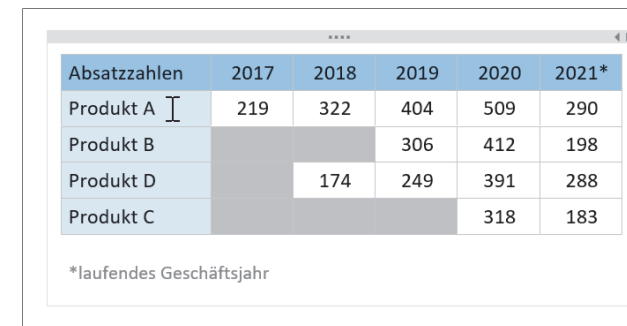 Absatzzahlen 2017 2018 2019 2020 2021*
Produkt A 219 322 404 509 290
Produkt B 306 412 198
Produkt D 174 249 391 288
Produkt C 318 183
*laufendes Geschäftsjahr